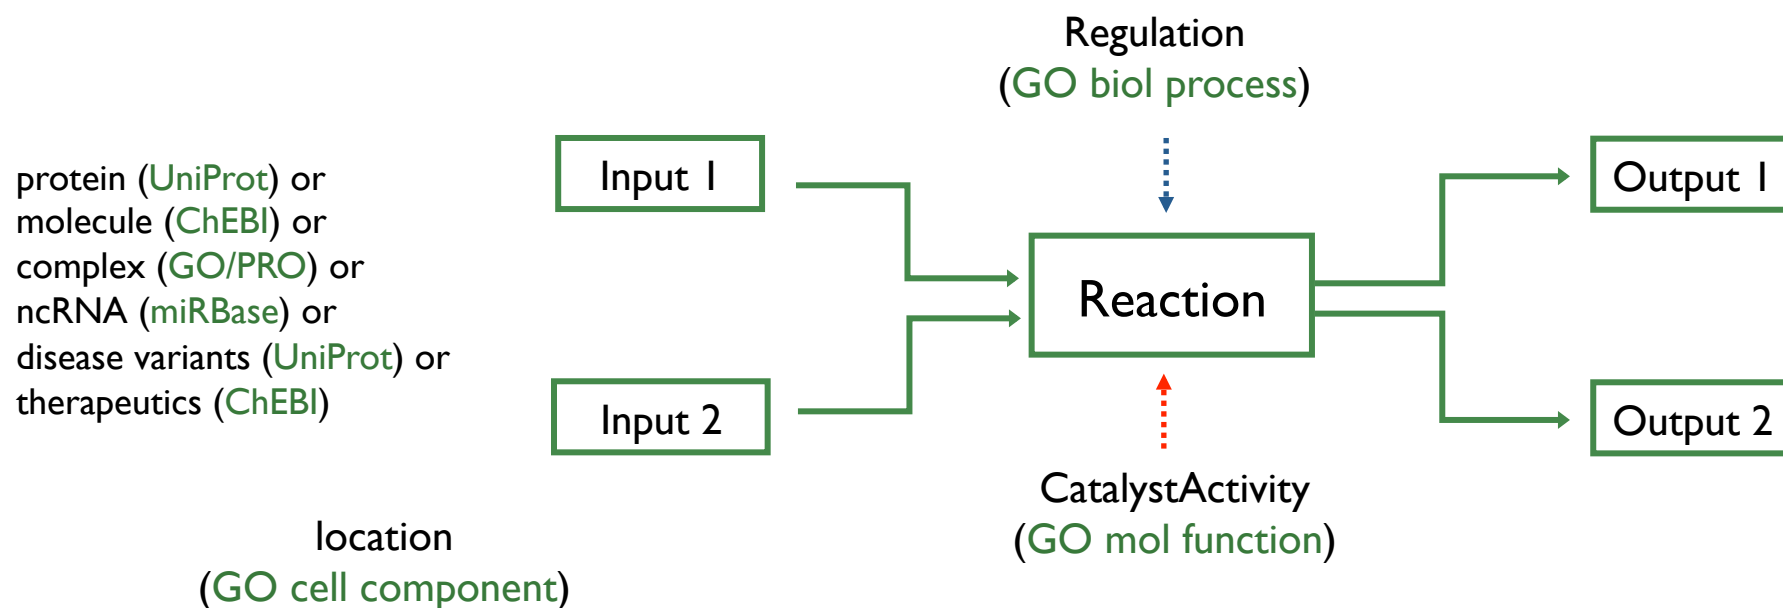 Regulation
(GO biol process)
protein (UniProt) or
molecule (ChEBI) or
complex (GO/PRO) or
ncRNA (miRBase) or
disease variants (UniProt) or
therapeutics (ChEBI)
Input 1
Input 2
Reaction
Output 1
Output 2
CatalystActivity
(GO mol function)
location
(GO cell component)